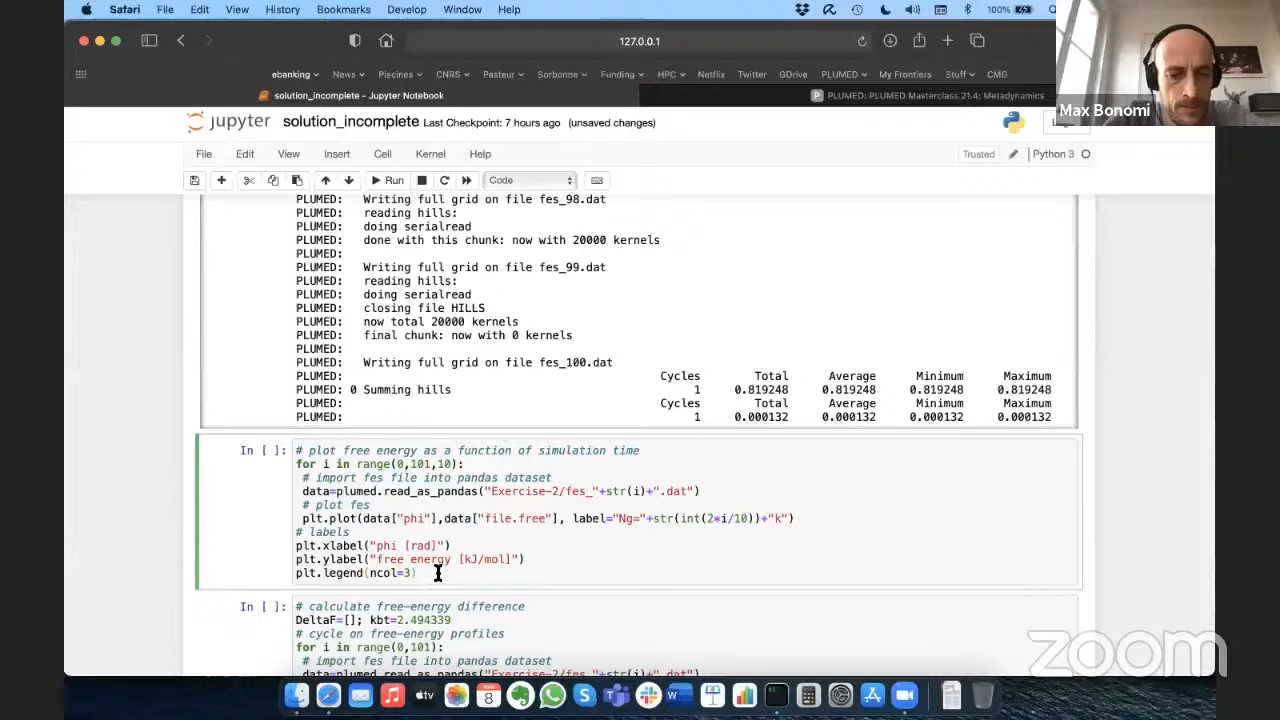 Safari File Edit View History Bookmarks Develop Window Help 100%
127.0.0.1
ebanking News Piscines CNRS Pasteur Sorbonne Funding HPC Netflix Twitter GDrive PLUMED My Frontiers Stuff CMG
solution_incomplete - Jupyter Notebook
PLUMED: PLUMED Masterclass 21.4: Metadynamics
Max Bonomi
jupyter solution_incomplete Last Checkpoint: 7 hours ago (unsaved changes)
File Edit View Insert Cell Kernel Help Trusted Python 3
Run Code
PLUMED: Writing full grid on file fes_98.dat
PLUMED: reading hills:
PLUMED: doing serialread
PLUMED: done with this chunk: now with 20000 kernels
PLUMED:
PLUMED: Writing full grid on file fes_99.dat
PLUMED: reading hills:
PLUMED: doing serialread
PLUMED: closing file HILLS
PLUMED: now total 20000 kernels
PLUMED: final chunk: now with 0 kernels
PLUMED:
PLUMED: Writing full grid on file fes_100.dat
PLUMED: Cycles Total Average Minimum Maximum
PLUMED: 0 Summing hills 1 0.819248 0.819248 0.819248 0.819248
PLUMED: Cycles Total Average Minimum Maximum
PLUMED: 1 0.000132 0.000132 0.000132 0.000132
In [ ]: # plot free energy as a function of simulation time
for i in range(0,101,10):
# import fes file into pandas dataset
data=plumed.read_as_pandas("Exercise-2/fes_"+str(i)+".dat")
# plot fes
plt.plot(data["phi"],data["file.free"], label="Ng="+str(int(2*i/10))+"k")
# labels
plt.xlabel("phi [rad]")
plt.ylabel("free energy [kJ/mol]")
plt.legend(ncol=3)
In [ ]: # calculate free-energy difference
DeltaF=[]; kbt=2.494339
# cycle on free-energy profiles
for i in range(0,101):
# import fes file into pandas dataset
data=plumed.read_as_pandas("Exercise-2/fes_"+str(i)+".dat")
zoom